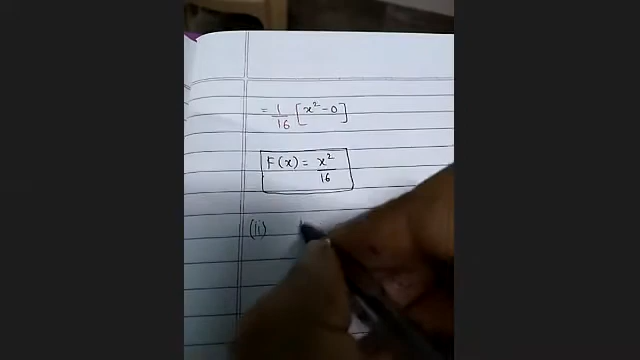 = 1/16 [x² - 0]
F(x) = x²/16
(ii)